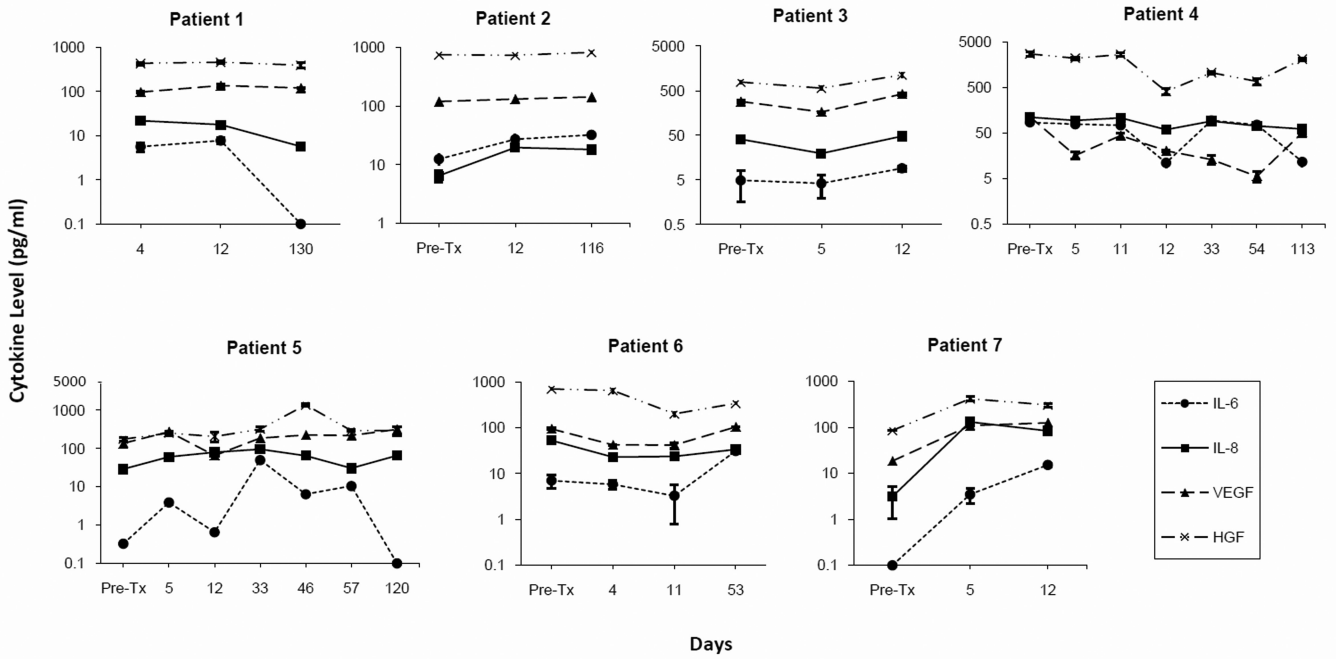 Patient 1
1000
100
10
1
0.1
4 12 130
Patient 2
1000
100
10
1
Pre-Tx 12 116
Patient 3
5000
500
50
5
0.5
Pre-Tx 5 12
Patient 4
5000
500
50
5
0.5
Pre-Tx 5 11 12 33 54 113
Cytokine Level (pg/ml)
Patient 5
5000
1000
100
10
1
0.1
Pre-Tx 5 12 33 46 57 120
Patient 6
1000
100
10
1
0.1
Pre-Tx 4 11 53
Patient 7
1000
100
10
1
0.1
Pre-Tx 5 12
IL-6
IL-8
VEGF
HGF
Days